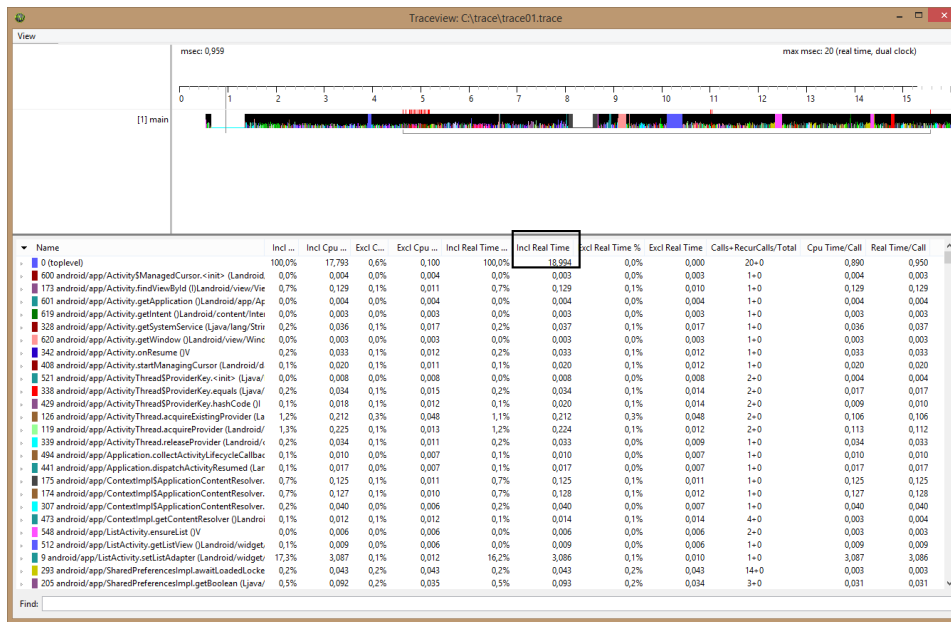 Traceview: C:\trace\trace01.trace
View
msec: 0,959 max msec: 20 (real time, dual clock)
0 1 2 3 4 5 6 7 8 9 10 11 12 13 14 15
[1] main
Name Incl ... Incl Cpu ... Excl C... Excl Cpu ... Incl Real Time ... Incl Real Time Excl Real Time % Excl Real Time Calls+RecurCalls/Total Cpu Time/Call Real Time/Call
0 (toplevel) 100,0% 17,793 0,6% 0,100 100,0% 18,994 0,0% 0,000 20+0 0,890 0,950
600 android/app/Activity$ManagedCursor.<init> (Landroid, 0,0% 0,004 0,0% 0,004 0,0% 0,003 0,0% 0,003 1+0 0,004 0,003
173 android/app/Activity.findViewById (I)Landroid/view/Vie 0,7% 0,129 0,1% 0,011 0,7% 0,129 0,1% 0,010 1+0 0,129 0,129
601 android/app/Activity.getApplication ()Landroid/app/Ap 0,0% 0,004 0,0% 0,004 0,0% 0,004 0,0% 0,004 1+0 0,004 0,004
619 android/app/Activity.getIntent ()Landroid/content/Inte 0,0% 0,003 0,0% 0,003 0,0% 0,003 0,0% 0,003 1+0 0,003 0,003
328 android/app/Activity.getSystemService (Ljava/lang/Strir 0,2% 0,036 0,1% 0,017 0,2% 0,037 0,1% 0,017 1+0 0,036 0,037
620 android/app/Activity.getWindow ()Landroid/view/Winc 0,0% 0,003 0,0% 0,003 0,0% 0,003 0,0% 0,003 1+0 0,003 0,003
342 android/app/Activity.onResume ()V 0,2% 0,033 0,1% 0,012 0,2% 0,033 0,1% 0,012 1+0 0,033 0,033
408 android/app/Activity.startManagingCursor (Landroid/d 0,1% 0,020 0,1% 0,011 0,1% 0,020 0,1% 0,012 1+0 0,020 0,020
521 android/app/ActivityThread$ProviderKey.<init> (Ljava/ 0,0% 0,008 0,0% 0,008 0,0% 0,008 0,0% 0,008 2+0 0,004 0,004
338 android/app/ActivityThread$ProviderKey.equals (Ljava/ 0,2% 0,034 0,1% 0,015 0,2% 0,034 0,1% 0,014 2+0 0,017 0,017
429 android/app/ActivityThread$ProviderKey.hashCode ()I 0,1% 0,018 0,1% 0,012 0,1% 0,020 0,1% 0,014 2+0 0,009 0,010
126 android/app/ActivityThread.acquireExistingProvider (La 1,2% 0,212 0,3% 0,048 1,1% 0,212 0,3% 0,048 2+0 0,106 0,106
119 android/app/ActivityThread.acquireProvider (Landroid/ 1,3% 0,225 0,1% 0,013 1,2% 0,224 0,1% 0,012 2+0 0,113 0,112
339 android/app/ActivityThread.releaseProvider (Landroid/c 0,2% 0,034 0,1% 0,011 0,2% 0,033 0,0% 0,009 1+0 0,034 0,033
494 android/app/Application.collectActivityLifecycleCallbac 0,1% 0,010 0,0% 0,007 0,1% 0,010 0,0% 0,007 1+0 0,010 0,010
441 android/app/Application.dispatchActivityResumed (Lar 0,1% 0,017 0,0% 0,007 0,1% 0,017 0,0% 0,007 1+0 0,017 0,017
175 android/app/ContextImpl$ApplicationContentResolver. 0,7% 0,125 0,1% 0,011 0,7% 0,125 0,1% 0,011 1+0 0,125 0,125
174 android/app/ContextImpl$ApplicationContentResolver. 0,7% 0,127 0,1% 0,010 0,7% 0,128 0,1% 0,012 1+0 0,127 0,128
307 android/app/ContextImpl$ApplicationContentResolver. 0,2% 0,040 0,0% 0,006 0,2% 0,040 0,0% 0,007 1+0 0,040 0,040
473 android/app/ContextImpl.getContentResolver ()Landroi 0,1% 0,012 0,1% 0,012 0,1% 0,014 0,1% 0,014 4+0 0,003 0,004
548 android/app/ListActivity.ensureList ()V 0,0% 0,006 0,0% 0,006 0,0% 0,006 0,0% 0,006 2+0 0,003 0,003
512 android/app/ListActivity.getListView ()Landroid/widget, 0,1% 0,009 0,0% 0,006 0,0% 0,009 0,0% 0,006 1+0 0,009 0,009
9 android/app/ListActivity.setListAdapter (Landroid/widget/ 17,3% 3,087 0,1% 0,012 16,2% 3,086 0,1% 0,010 1+0 3,087 3,086
293 android/app/SharedPreferencesImpl.awaitLoadedLocke 0,2% 0,043 0,2% 0,043 0,2% 0,043 0,2% 0,043 14+0 0,003 0,003
205 android/app/SharedPreferencesImpl.getBoolean (Ljava/ 0,5% 0,092 0,2% 0,035 0,5% 0,093 0,2% 0,034 3+0 0,031 0,031
Find: